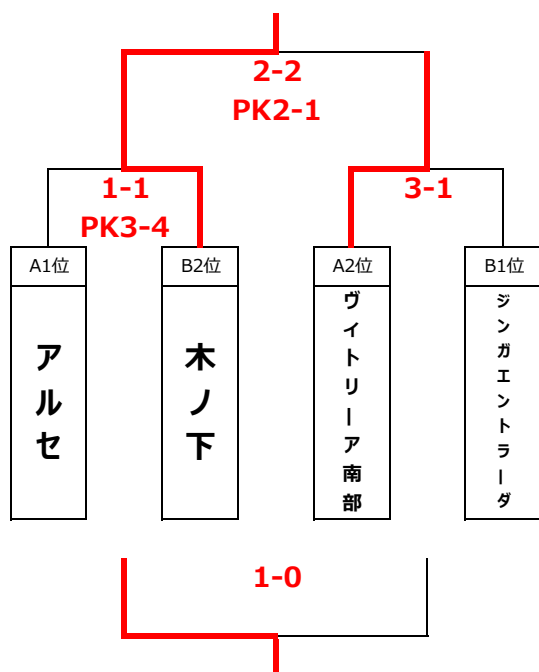 2-2
PK2-1
1-1
PK3-4
3-1
A1位
B2位
A2位
B1位
アルセ
木ノ下
ヴイトリーア南部
ジンガエントラーダ
1-0